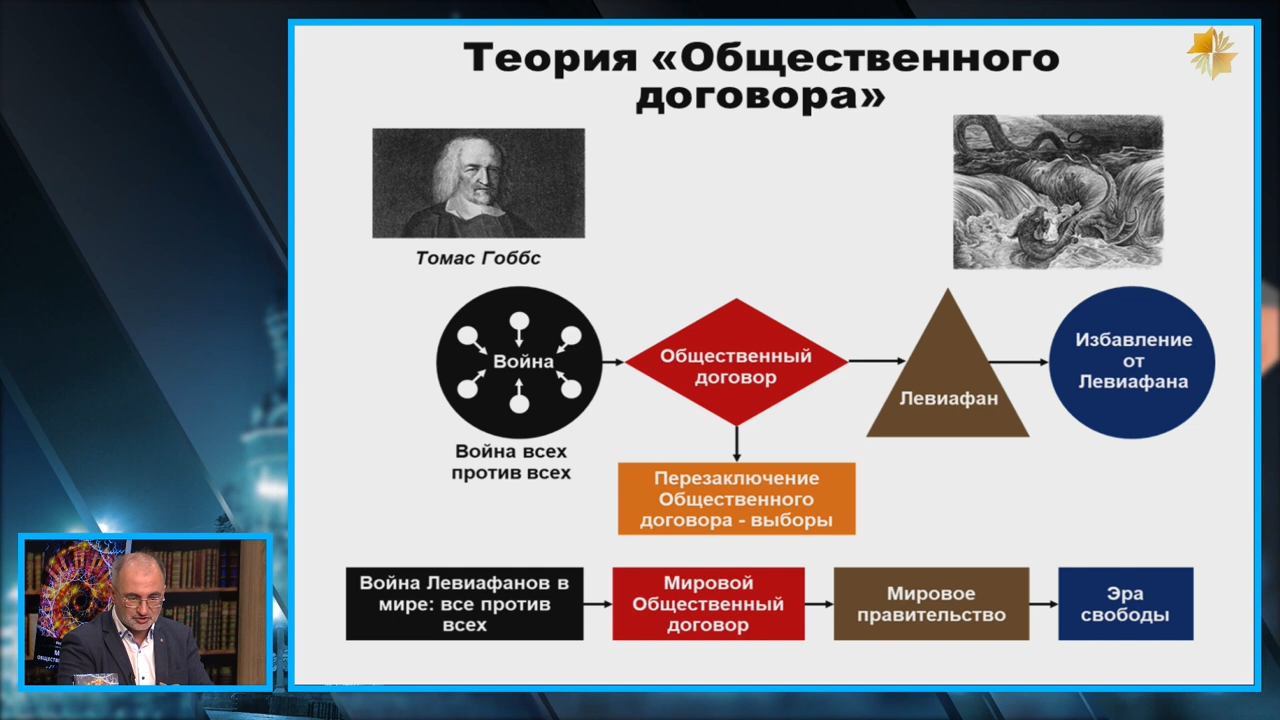 Теория «Общественного
договора»
Томас Гоббс
Война
Война всех
против всех
Общественный
договор
Перезаключение
Общественного
договора - выборы
Левиафан
Избавление
от
Левиафана
Война Левиафанов в
мире: все против
всех
Мировой
Общественный
договор
Мировое
правительство
Эра
свободы